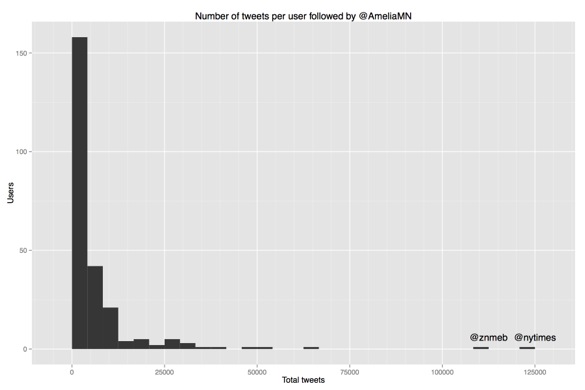 Number of tweets per user followed by @AmeliaMN
150
100
50
0
Users
@znmeb @nytimes
0 25000 50000 75000 100000 125000
Total tweets